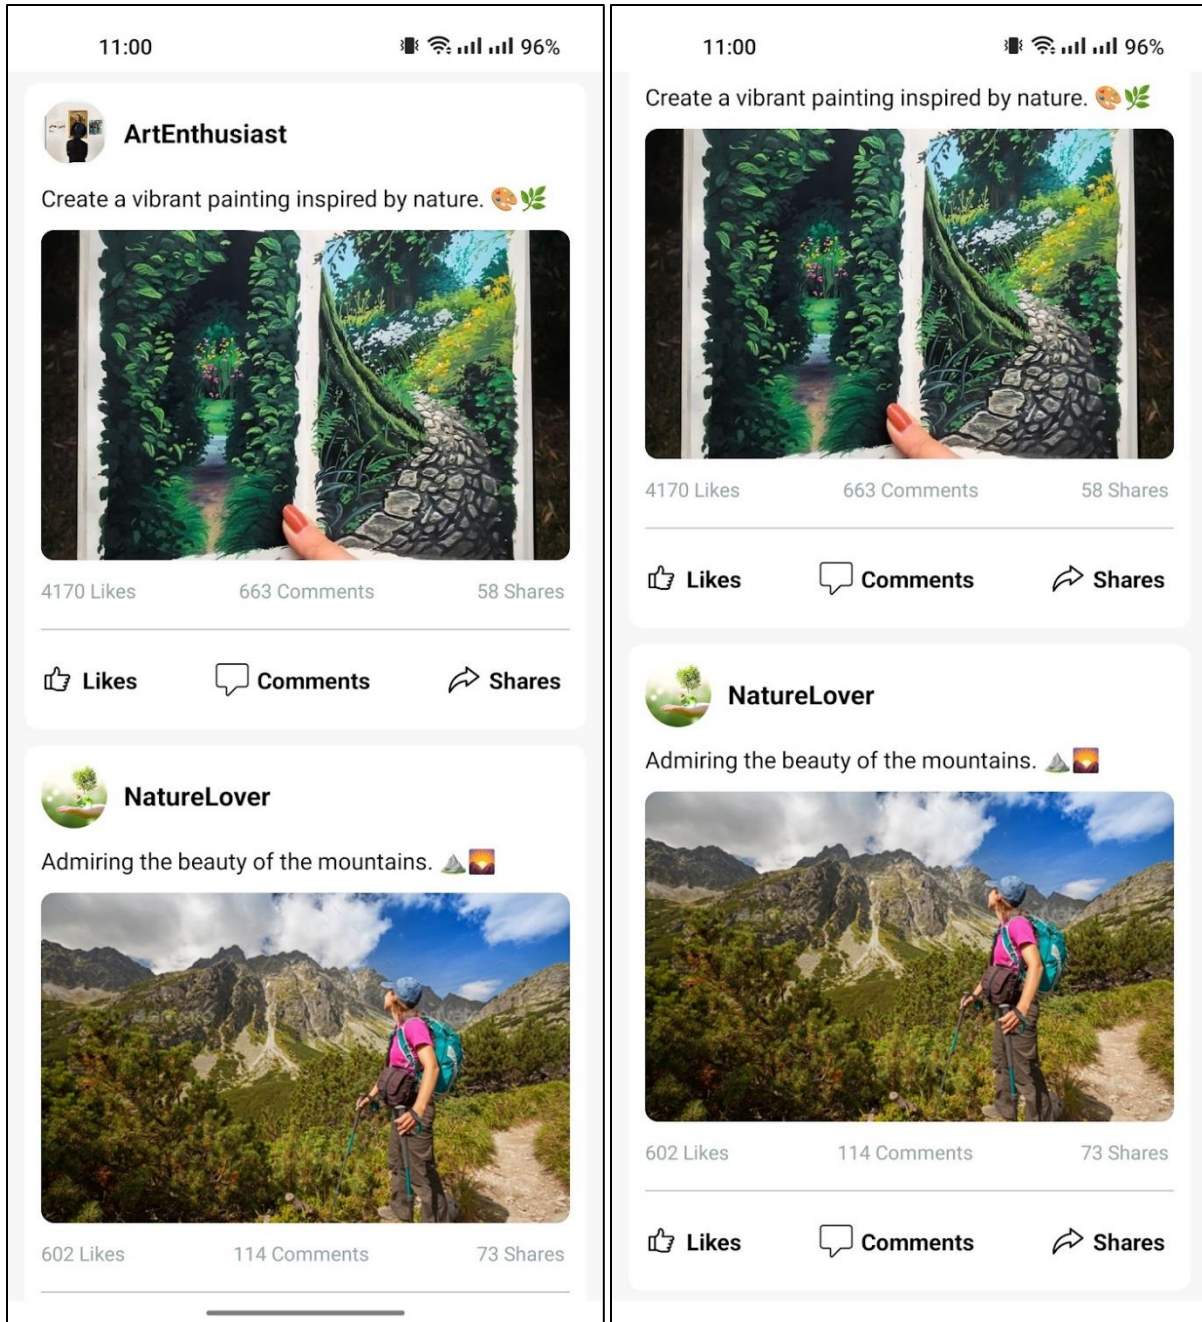 11:00
96%
ArtEnthusiast
Create a vibrant painting inspired by nature. 🎨🌿
4170 Likes 663 Comments 58 Shares
Likes Comments Shares
NatureLover
Admiring the beauty of the mountains. ⛰️🌄
602 Likes 114 Comments 73 Shares
11:00
96%
Create a vibrant painting inspired by nature. 🎨🌿
4170 Likes 663 Comments 58 Shares
Likes Comments Shares
NatureLover
Admiring the beauty of the mountains. ⛰️🌄
602 Likes 114 Comments 73 Shares
Likes Comments Shares